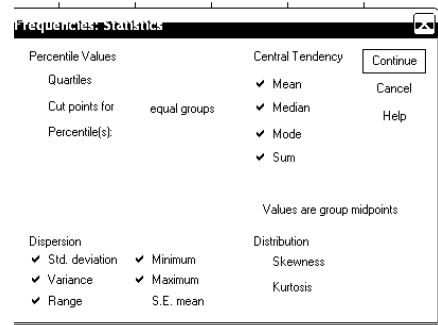 Frequencies: Statistics
Percentile Values
Quartiles
Cut points for equal groups
Percentile(s):
Central Tendency
Mean
Median
Mode
Sum
Continue
Cancel
Help
Values are group midpoints
Dispersion
Std. deviation
Variance
Range
Minimum
Maximum
S.E. mean
Distribution
Skewness
Kurtosis